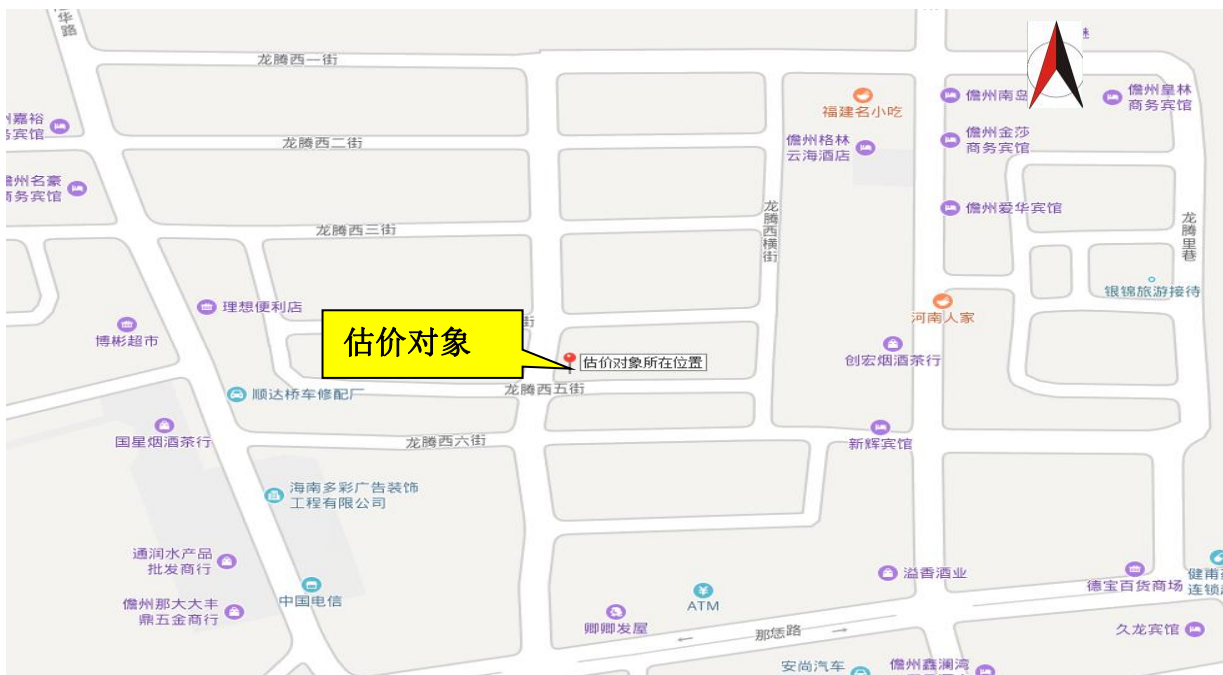 华路
龙腾西一街
福建名小吃
儋州南岛
儋州皇林
商务宾馆
嘉裕
宾馆
龙腾西二街
儋州格林
云海酒店
儋州金莎
商务宾馆
儋州名豪
商务宾馆
儋州爱华宾馆
龙腾西三街
龙腾西横街
龙腾里巷
银锦旅游接待
理想便利店
河南人家
街
博彬超市
估价对象
估价对象所在位置
创宏烟酒茶行
龙腾西五街
顺达桥车修配厂
国星烟酒茶行
龙腾西六街
新辉宾馆
海南多彩广告装饰
工程有限公司
通润水产品
批发商行
溢香酒业
德宝百货商场
健甫
连锁
中国电信
ATM
儋州那大大丰
鼎五金商行
卿卿发屋
那恁路
久龙宾馆
安尚汽车
儋州鑫澜湾